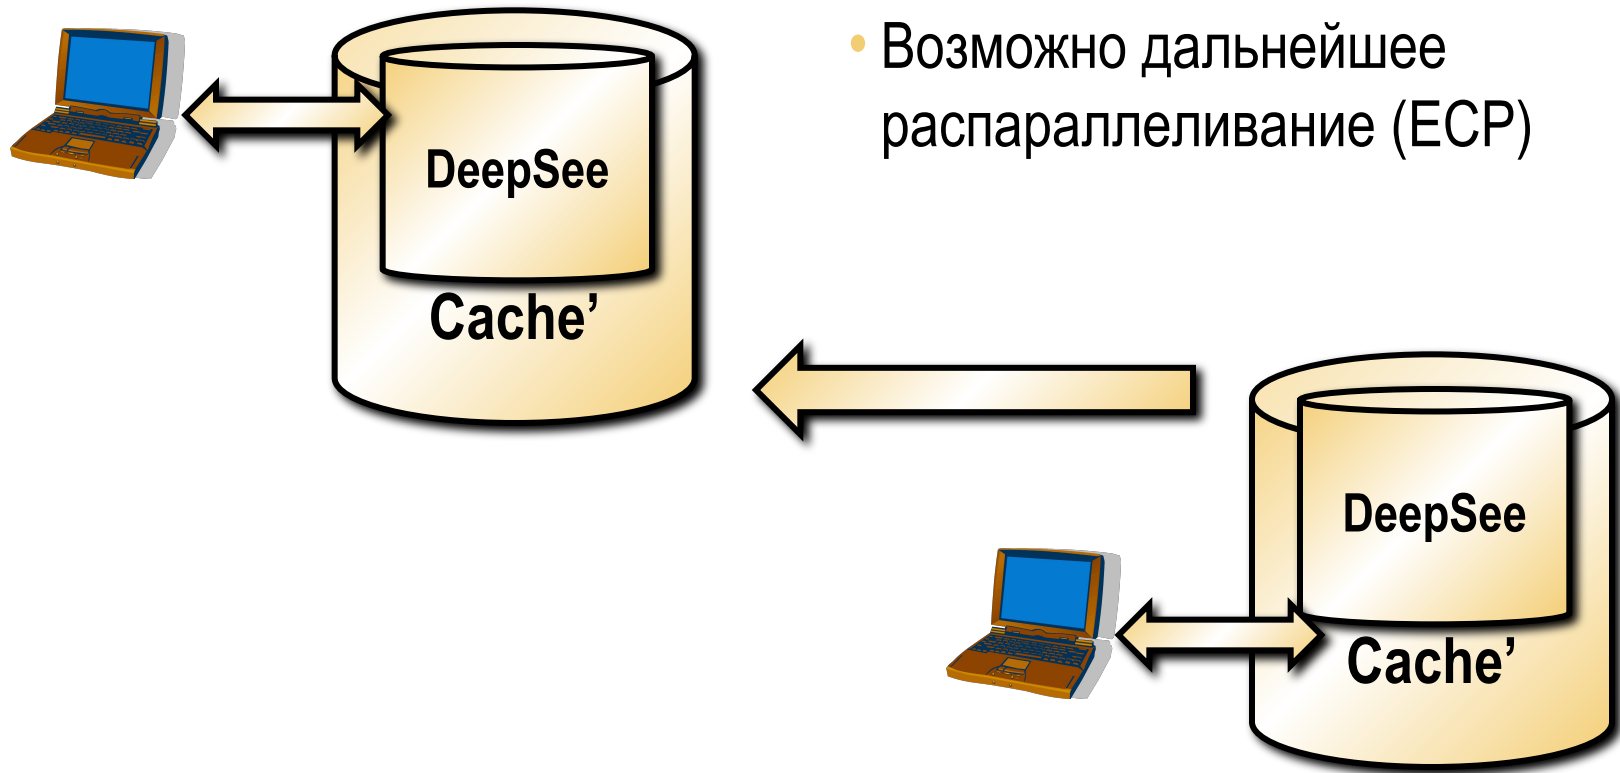 • Возможно дальнейшее
распараллеливание (ECP)
DeepSee
Cache’
DeepSee
Cache’